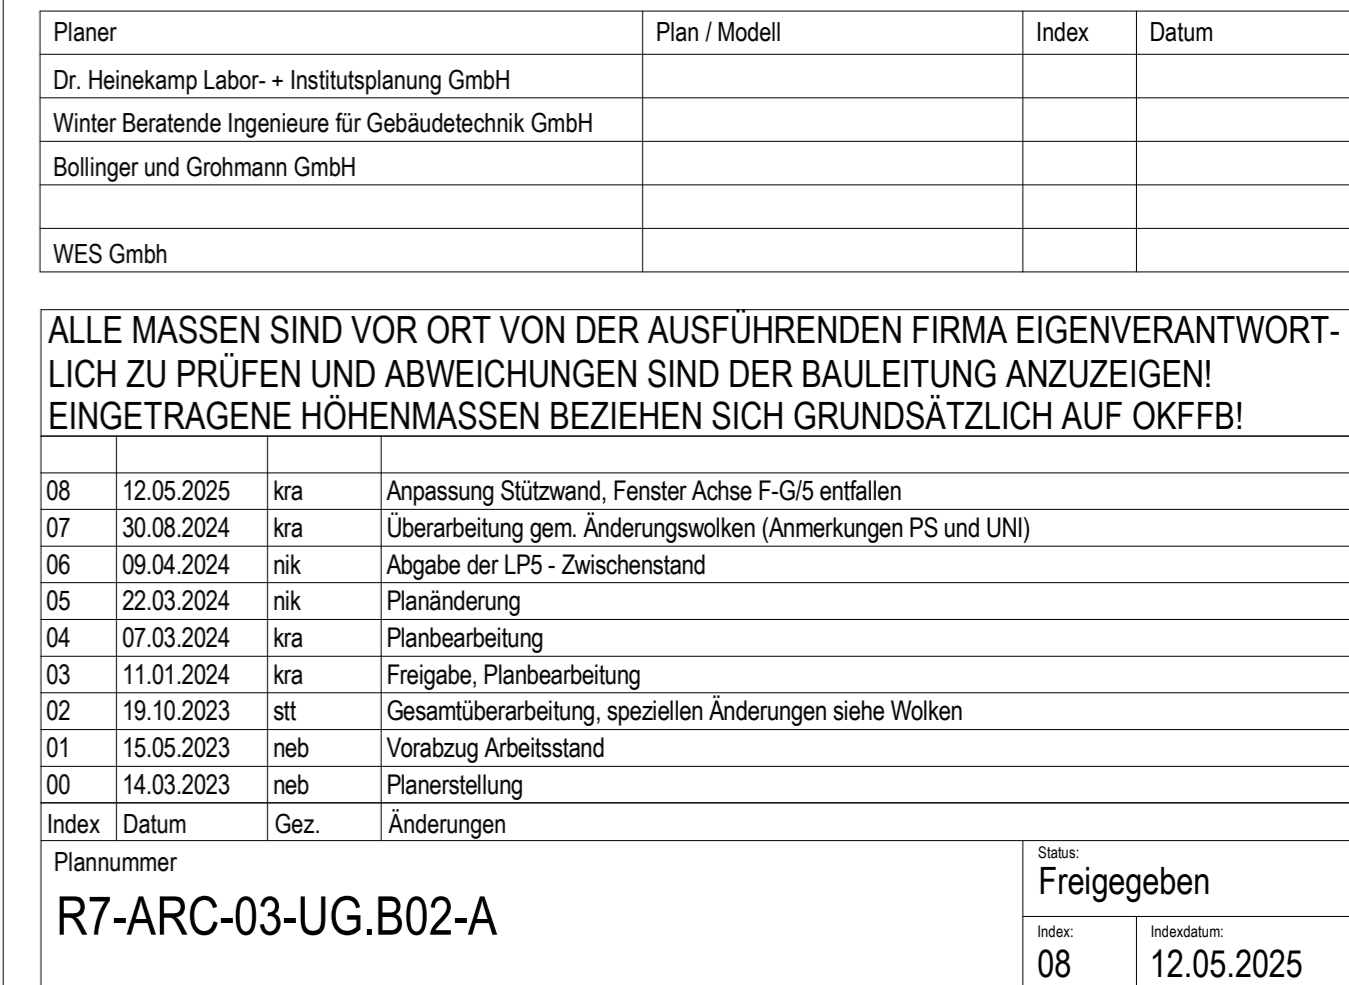 Planer Plan / Modell Index Datum
Dr. Heinekamp Labor- + Institutsplanung GmbH
Winter Beratende Ingenieure für Gebäudetechnik GmbH
Bollinger und Grohmann GmbH
WES Gmbh
ALLE MASSEN SIND VOR ORT VON DER AUSFÜHRENDEN FIRMA EIGENVERANTWORT-
LICH ZU PRÜFEN UND ABWEICHUNGEN SIND DER BAULEITUNG ANZUZEIGEN!
EINGETRAGENE HÖHENMASSEN BEZIEHEN SICH GRUNDSÄTZLICH AUF OKFFB!
08 12.05.2025 kra Anpassung Stützwand, Fenster Achse F-G/5 entfallen
07 30.08.2024 kra Überarbeitung gem. Änderungswolken (Anmerkungen PS und UNI)
06 09.04.2024 nik Abgabe der LP5 - Zwischenstand
05 22.03.2024 nik Planänderung
04 07.03.2024 kra Planbearbeitung
03 11.01.2024 kra Freigabe, Planbearbeitung
02 19.10.2023 stt Gesamtüberarbeitung, speziellen Änderungen siehe Wolken
01 15.05.2023 neb Vorabzug Arbeitsstand
00 14.03.2023 neb Planerstellung
Index Datum Gez. Änderungen
Plannummer
R7-ARC-03-UG.B02-A
Status:
Freigegeben
Index: Indexdatum:
08 12.05.2025